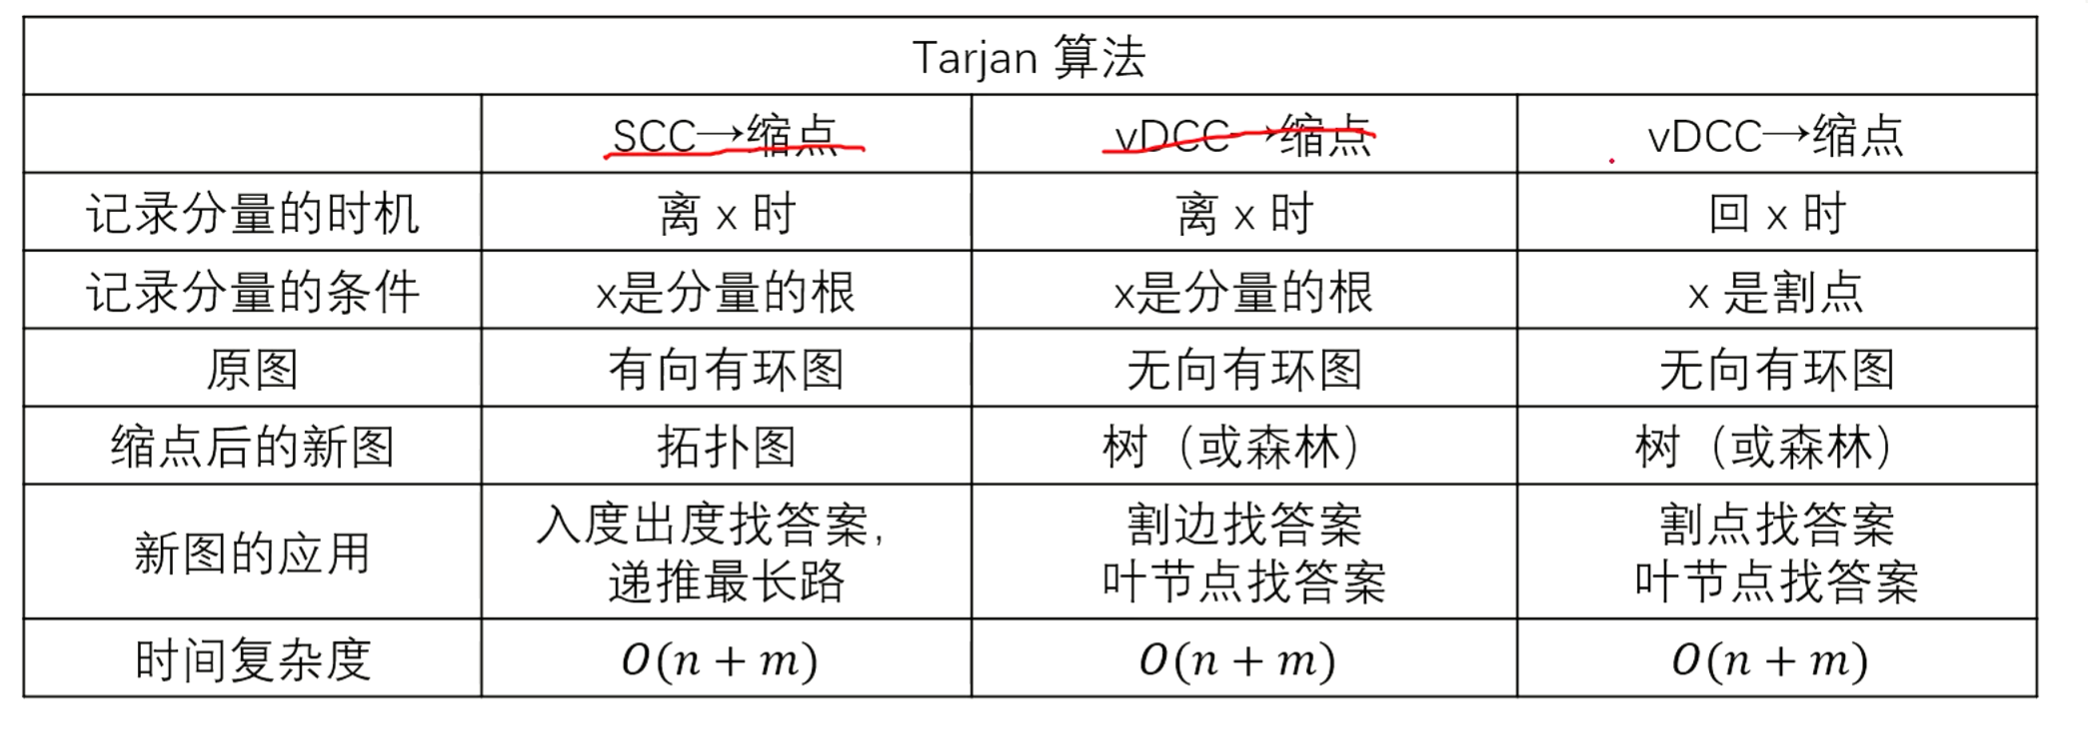 Tarjan 算法
SCC→缩点 vDCC→缩点 vDCC→缩点
记录分量的时机 离 x 时 离 x 时 回 x 时
记录分量的条件 x是分量的根 x是分量的根 x 是割点
原图 有向有环图 无向有环图 无向有环图
缩点后的新图 拓扑图 树（或森林） 树（或森林）
新图的应用 入度出度找答案, 割边找答案 割点找答案
递推最长路 叶节点找答案 叶节点找答案
时间复杂度 O(n + m) O(n + m) O(n + m)